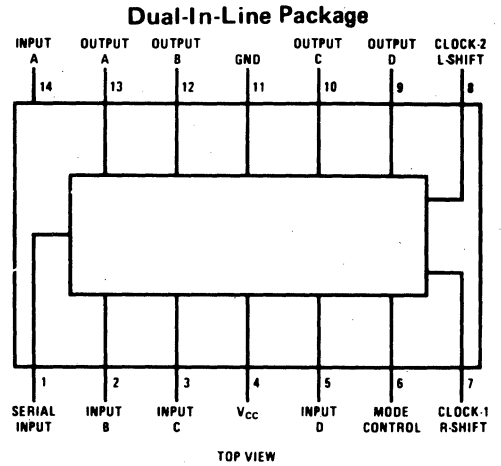 Dual-In-Line Package
INPUT OUTPUT OUTPUT OUTPUT OUTPUT CLOCK-2
A A B GND C D L-SHIFT
14 13 12 11 10 9 8
1 2 3 4 5 6 7
SERIAL INPUT INPUT VCC INPUT MODE CLOCK-1
INPUT B C D CONTROL R-SHIFT
TOP VIEW